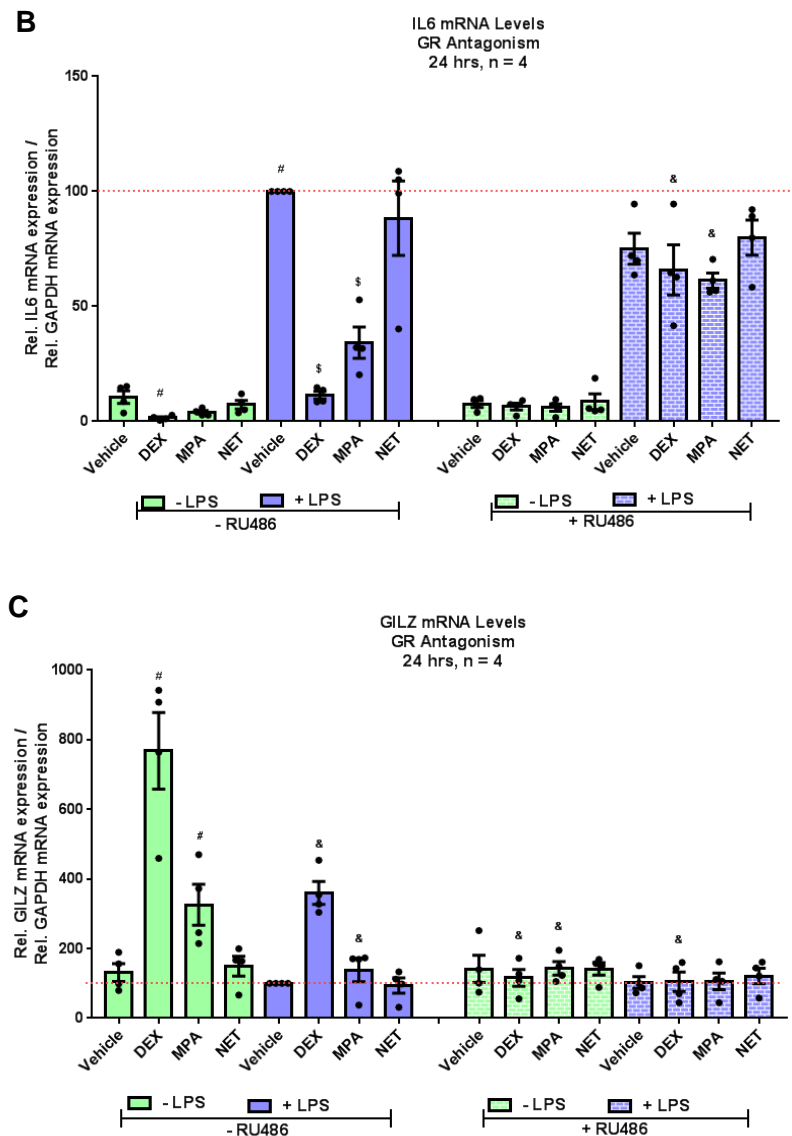 B
IL6 mRNA Levels
GR Antagonism
24 hrs, n = 4
Rel. IL6 mRNA expression /
Rel. GAPDH mRNA expression
150
100
50
0
#
#
$
$
&
&
Vehicle DEX MPA NET Vehicle DEX MPA NET Vehicle DEX MPA NET Vehicle DEX MPA NET
- LPS + LPS - LPS + LPS
- RU486 + RU486
C
GILZ mRNA Levels
GR Antagonism
24 hrs, n = 4
Rel. GILZ mRNA expression /
Rel. GAPDH mRNA expression
1000
800
600
400
200
0
#
#
&
&
&
&
&
Vehicle DEX MPA NET Vehicle DEX MPA NET Vehicle DEX MPA NET Vehicle DEX MPA NET
- LPS + LPS - LPS + LPS
- RU486 + RU486